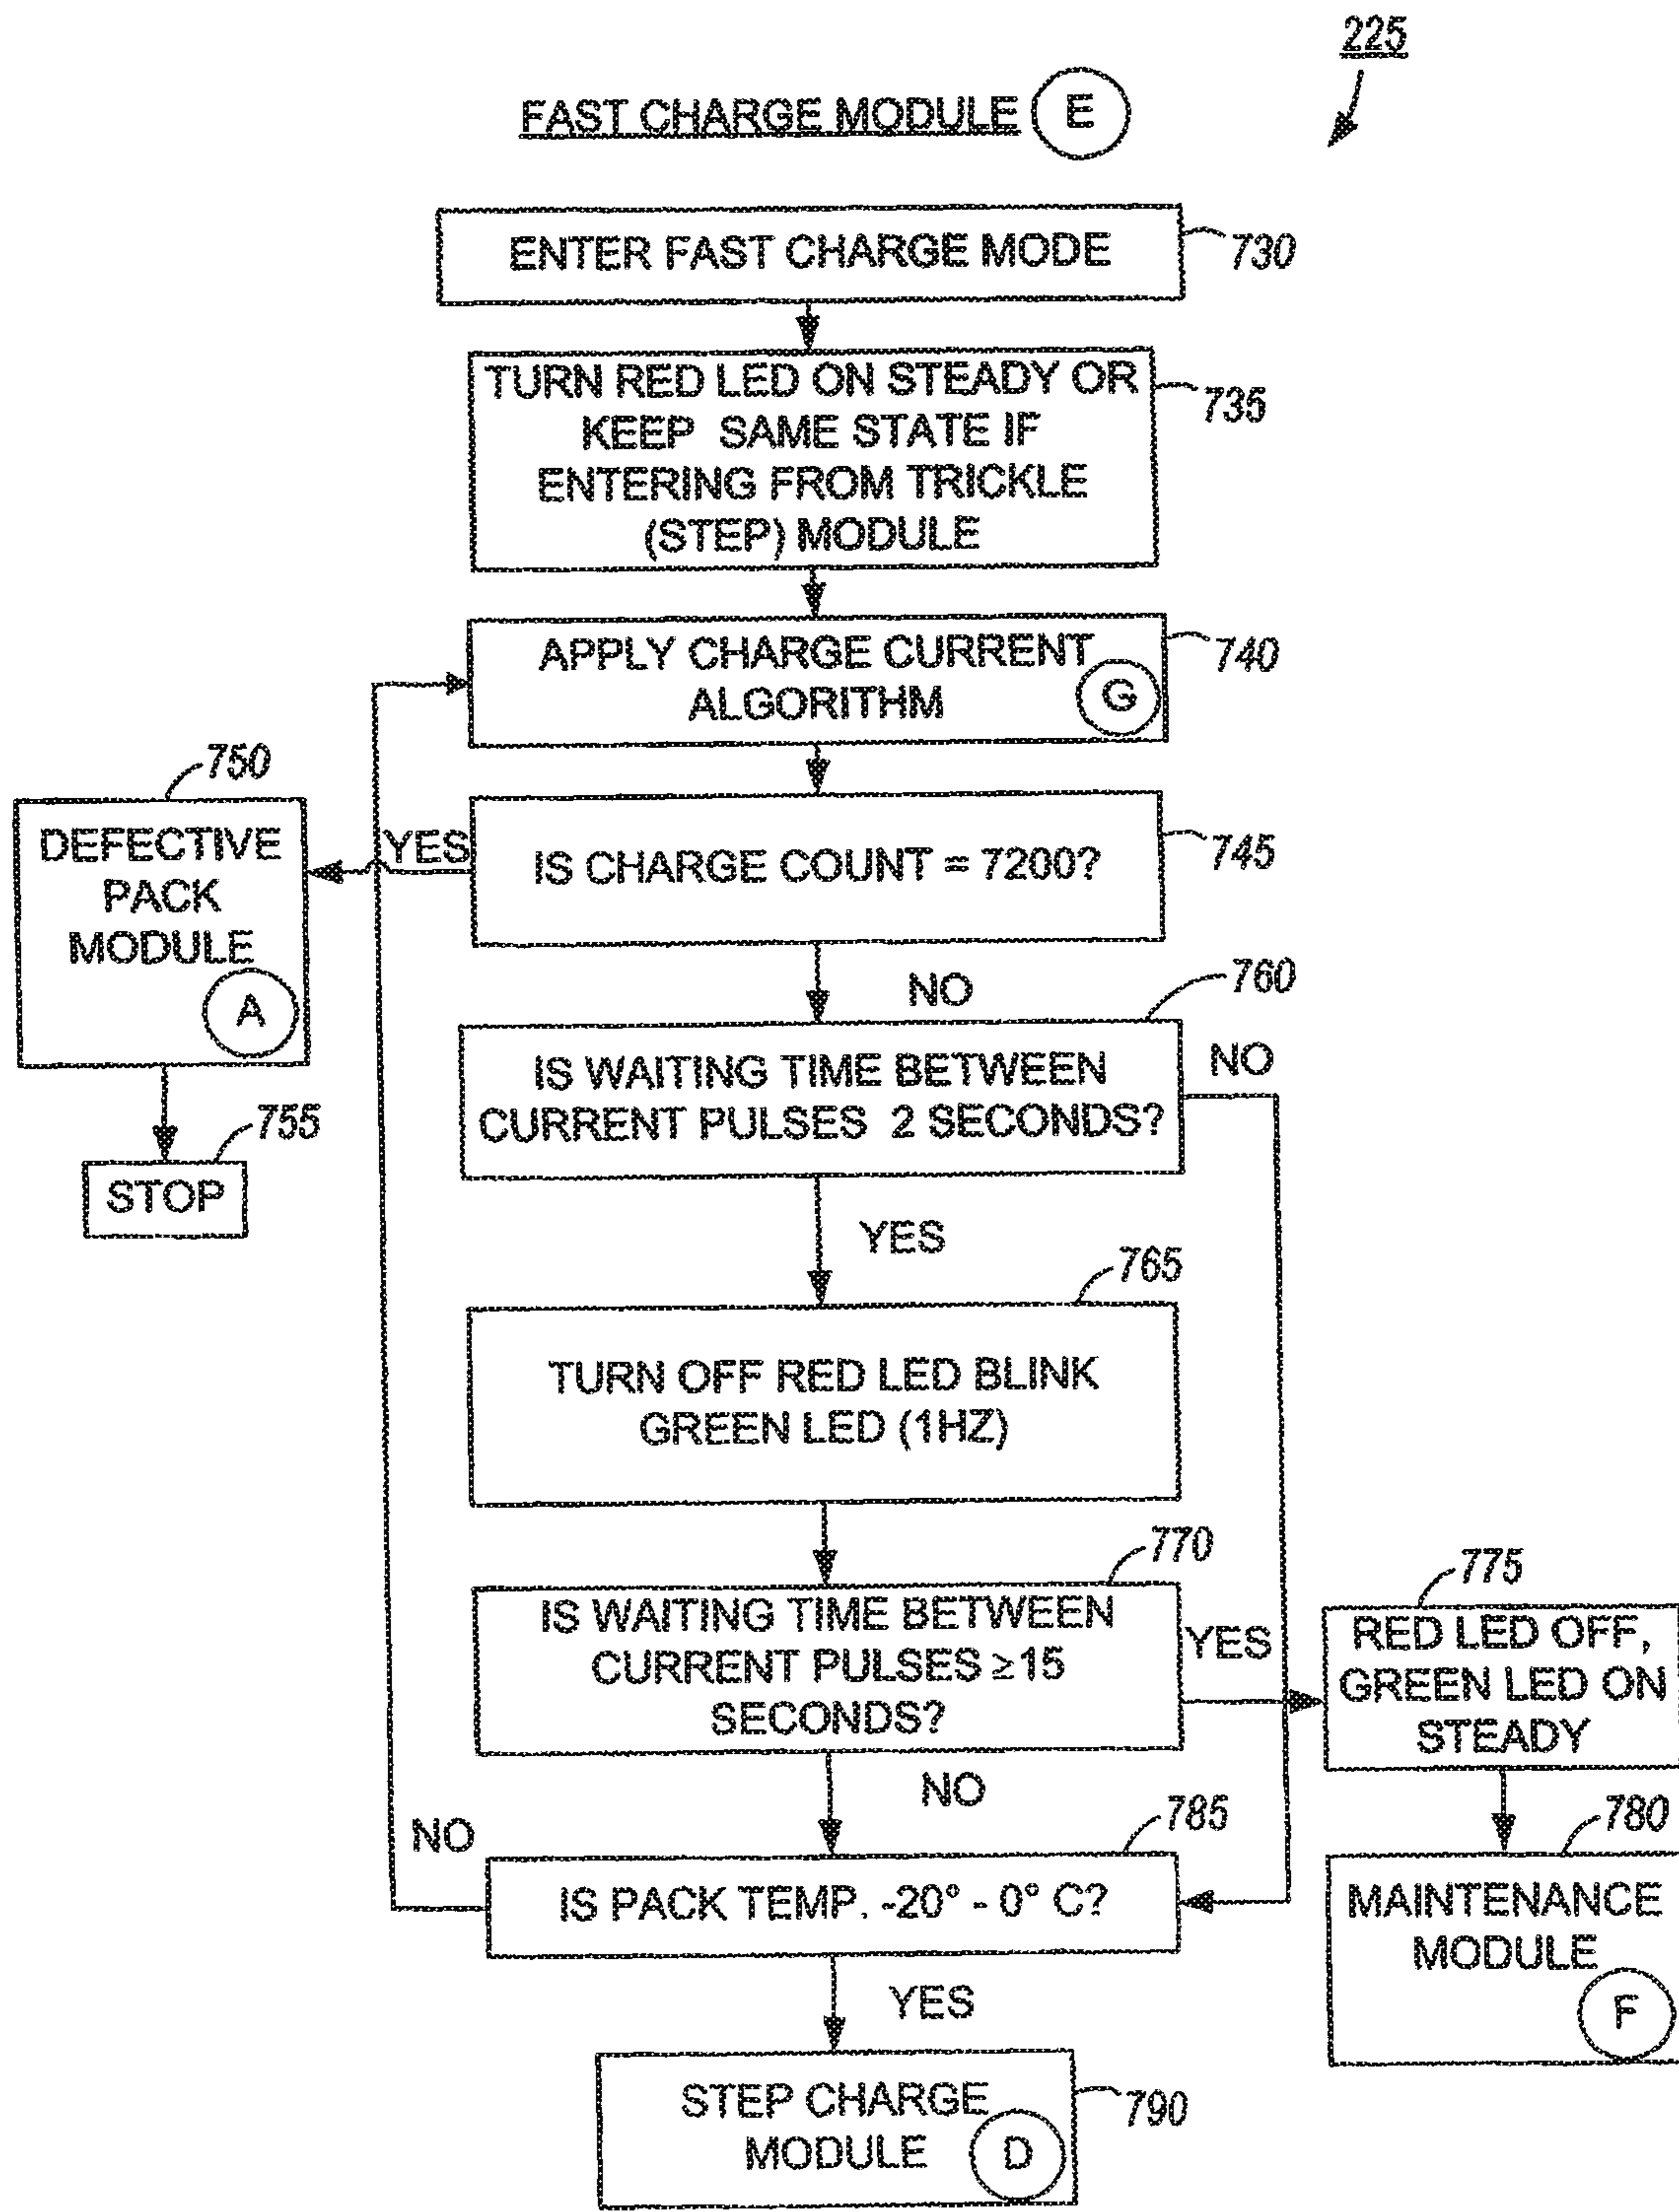 225
FAST CHARGE MODULE E
ENTER FAST CHARGE MODE
730
TURN RED LED ON STEADY OR
KEEP SAME STATE IF
ENTERING FROM TRICKLE
(STEP) MODULE
735
APPLY CHARGE CURRENT
ALGORITHM
G
740
IS CHARGE COUNT = 7200?
745
YES
750
DEFECTIVE
PACK
MODULE
A
755
STOP
NO
760
IS WAITING TIME BETWEEN
CURRENT PULSES 2 SECONDS?
NO
YES
765
TURN OFF RED LED BLINK
GREEN LED (1HZ)
770
IS WAITING TIME BETWEEN
CURRENT PULSES ≥15
SECONDS?
YES
775
RED LED OFF,
GREEN LED ON
STEADY
780
MAINTENANCE
MODULE
F
NO
785
IS PACK TEMP. -20° - 0° C?
NO
YES
STEP CHARGE
MODULE
D
790